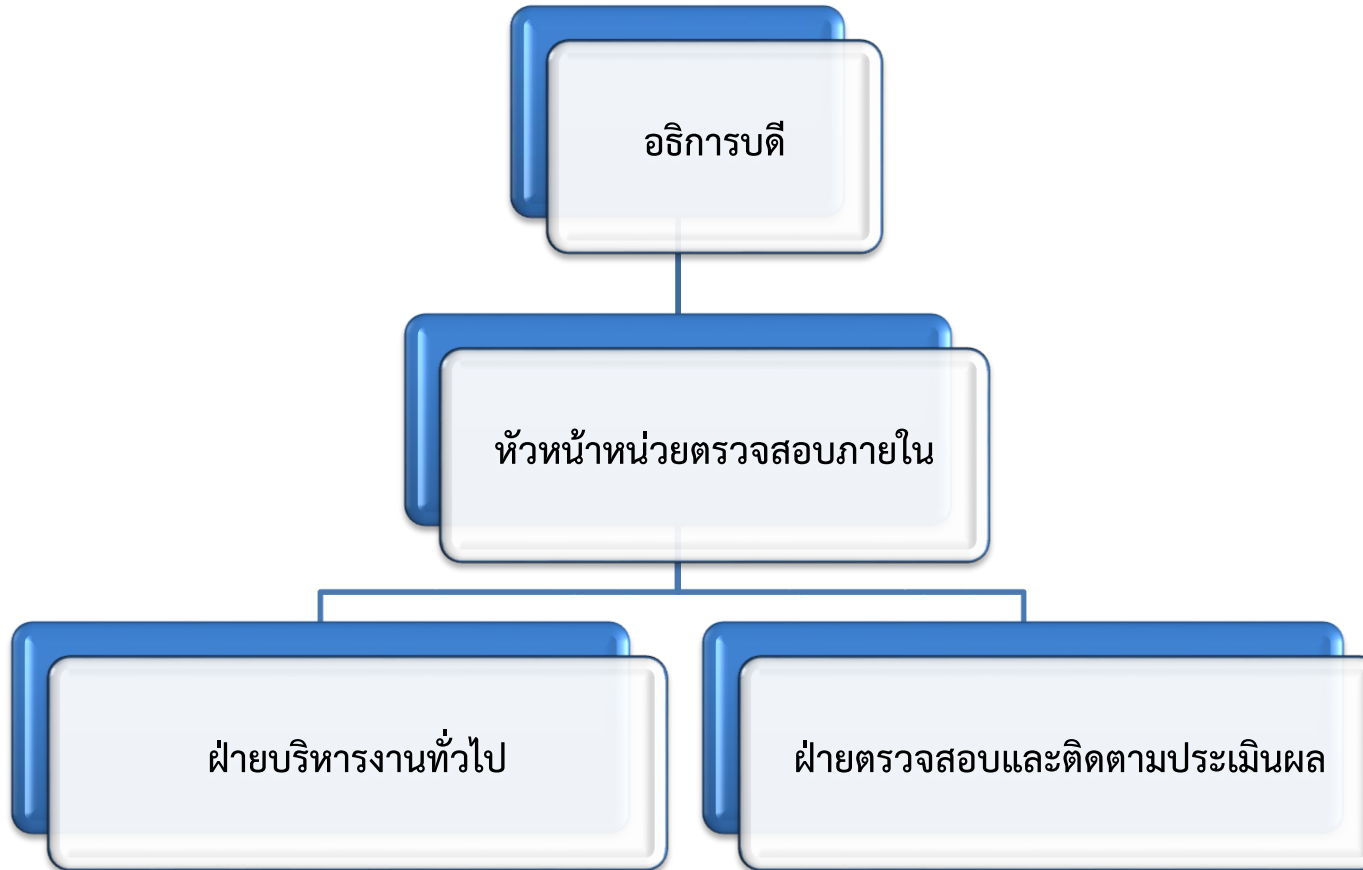 อธิการบดี
หัวหน้าหน่วยตรวจสอบภายใน
ฝ่ายบริหารงานทั่วไป
ฝ่ายตรวจสอบและติดตามประเมินผล